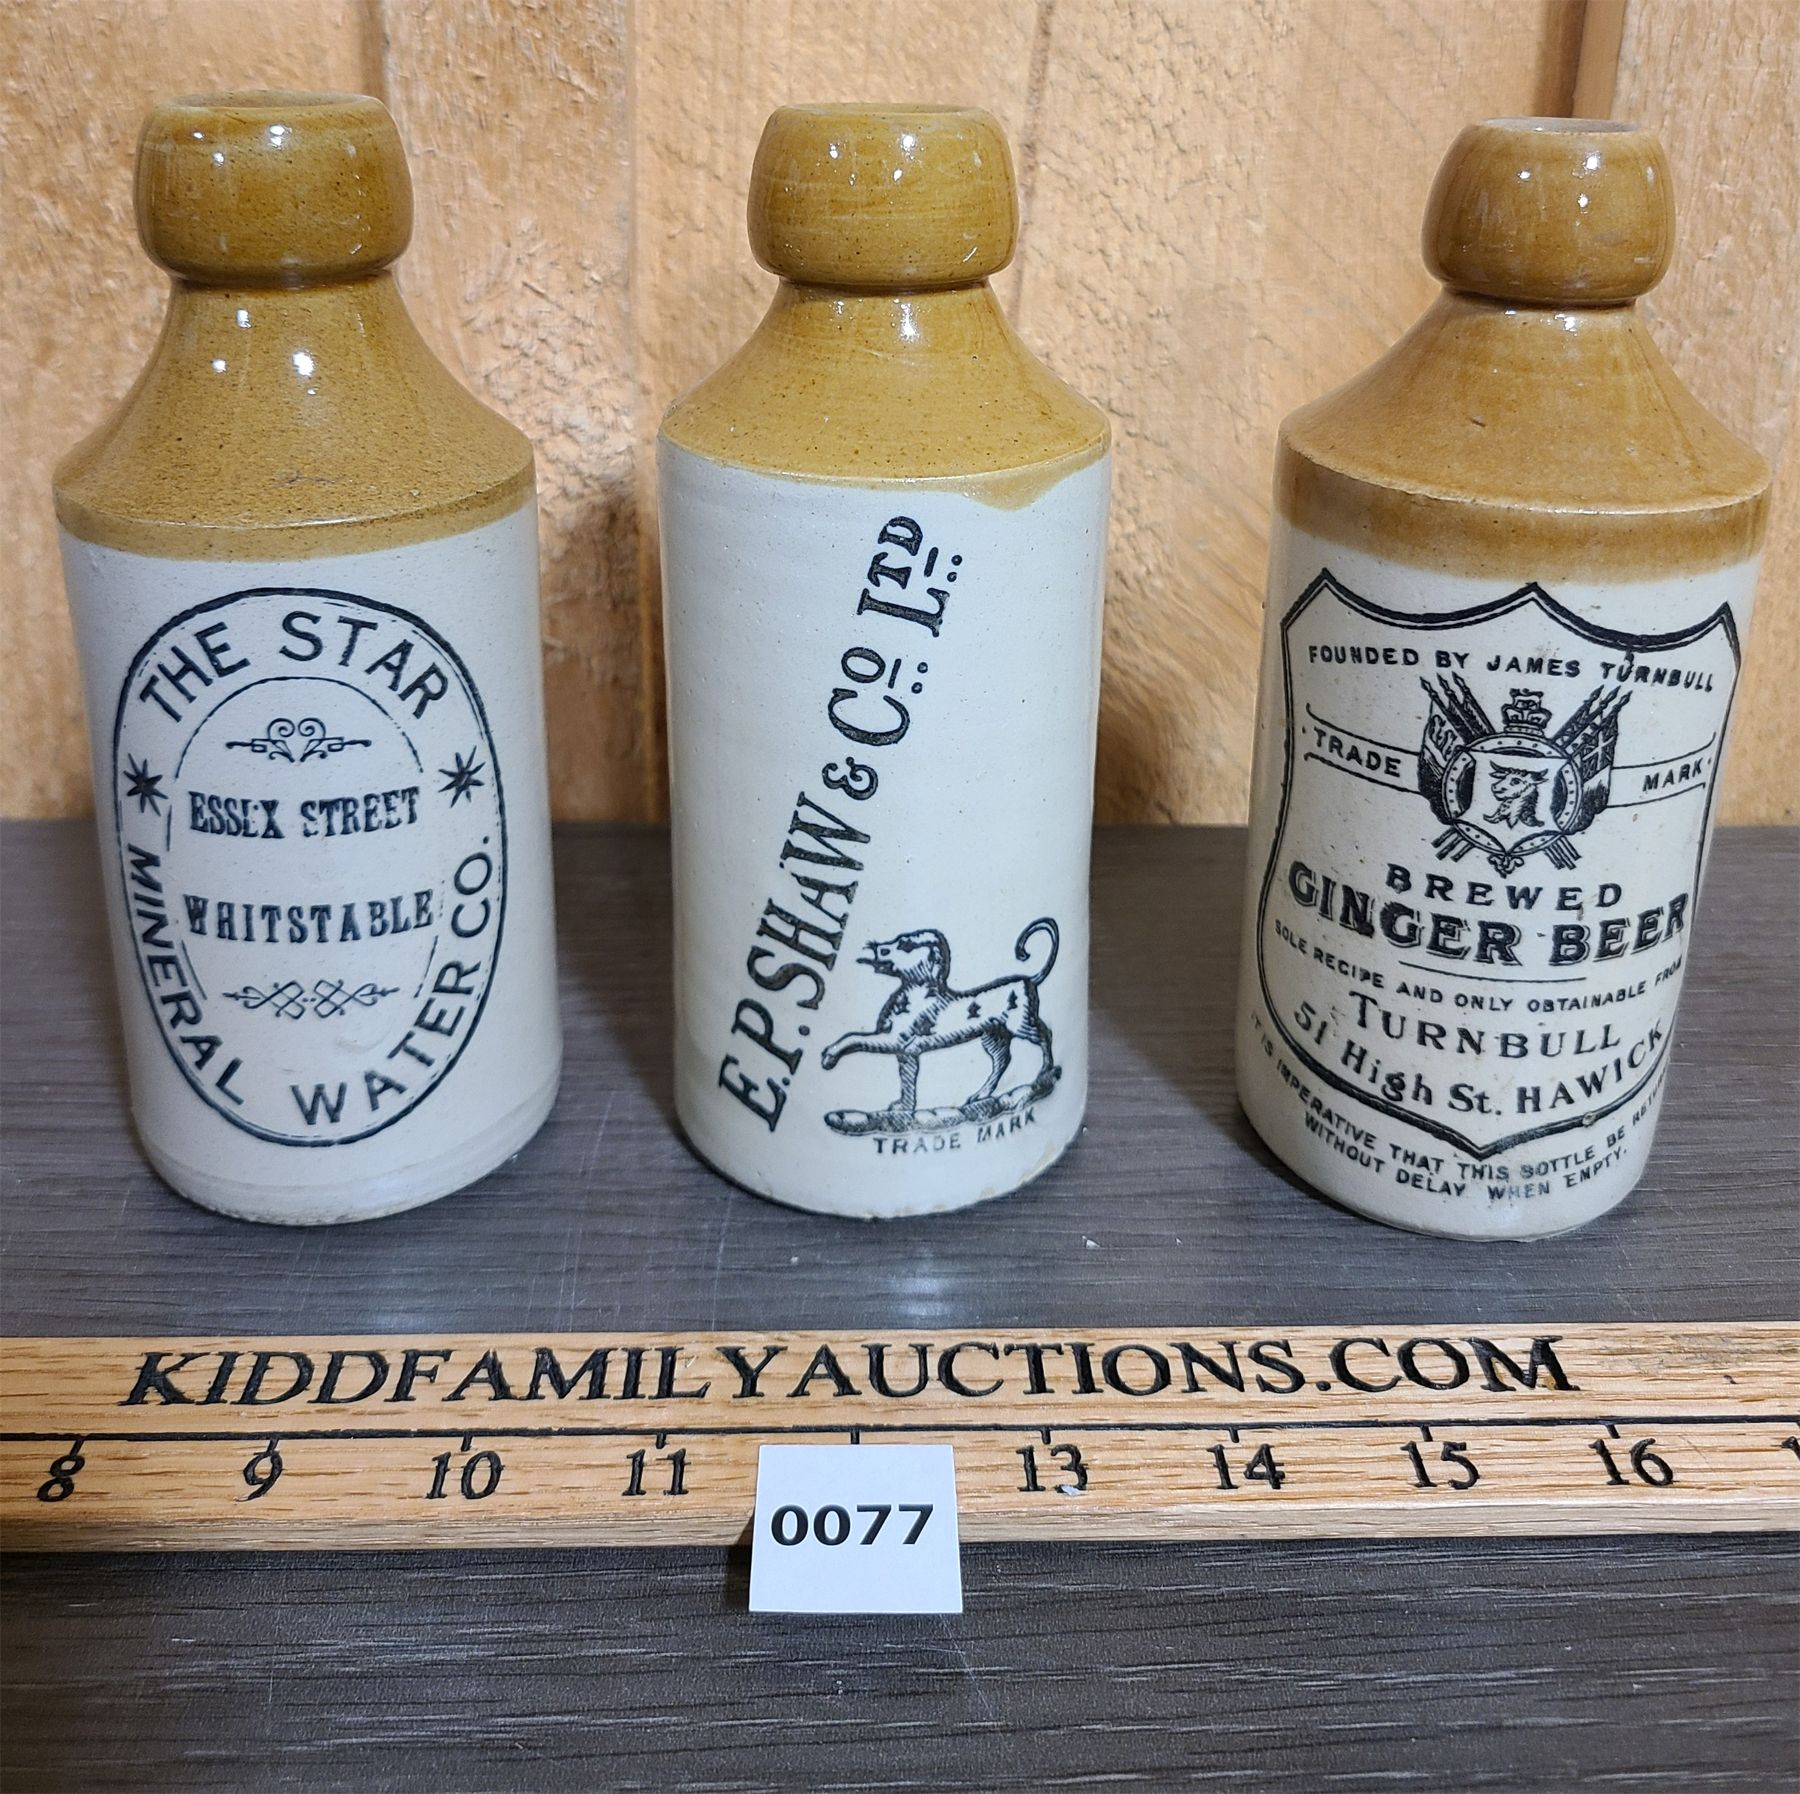 THE STAR
ESSEX STREET
WHITSTABLE
MINERAL WATER CO.
E.P. SHAW & Co LTD
TRADE MARK
FOUNDED BY JAMES TURNBULL
TRADE MARK
BREWED
GINGER BEER
SOLE RECIPE AND ONLY OBTAINABLE FROM
TURNBULL
51 High St. HAWICK
IT IS IMPERATIVE THAT THIS BOTTLE BE
WITHOUT DELAY WHEN EMPTY.
KIDDFAMILYAUCTIONS.COM
8 9 10 11 13 14 15 16
0077